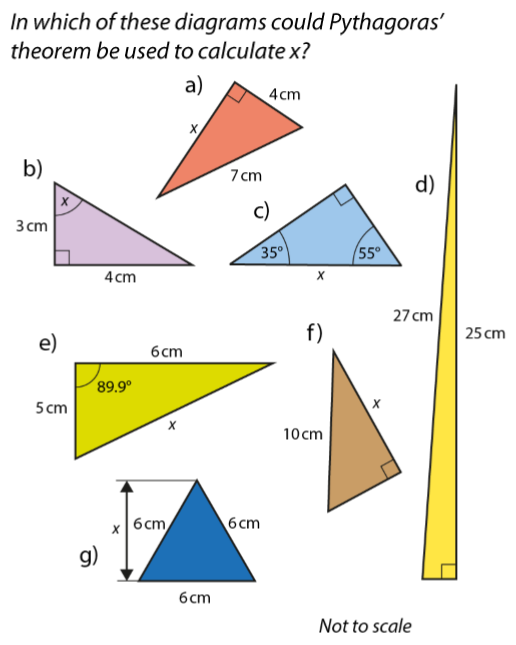 In which of these diagrams could Pythagoras'
theorem be used to calculate x?
a)
4 cm
x
7 cm
b)
x
3 cm
4 cm
c)
35°
55°
x
d)
27 cm
25 cm
e)
6 cm
89.9°
5 cm
x
f)
x
10 cm
g)
x
6 cm
6 cm
6 cm
Not to scale